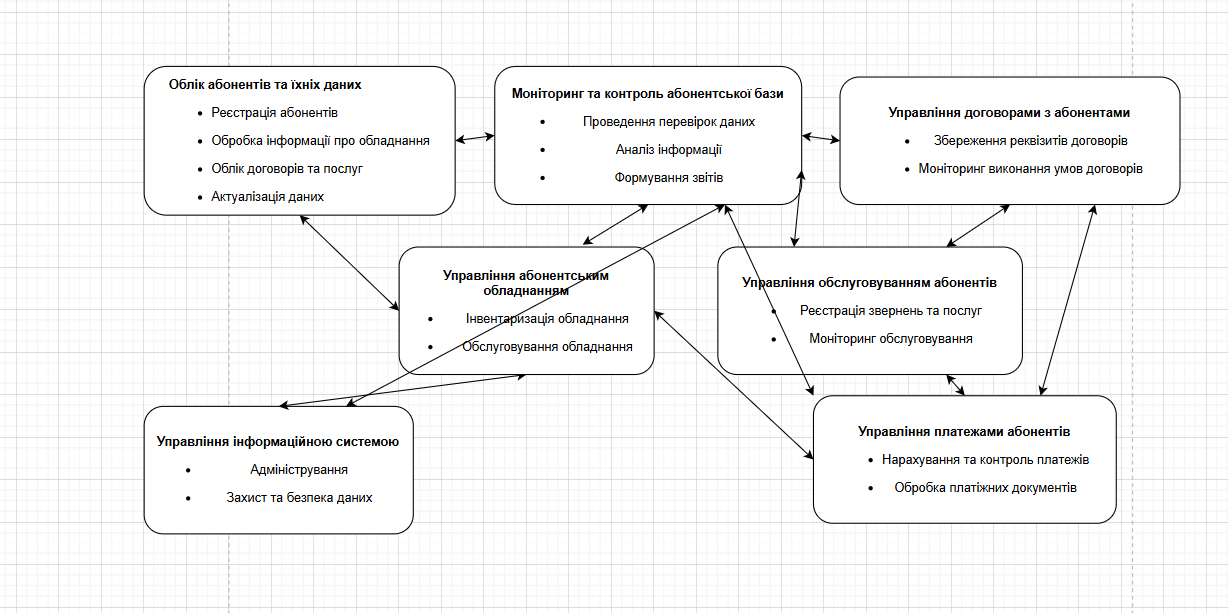 Облік абонентів та їхніх даних
• Реєстрація абонентів
• Обробка інформації про обладнання
• Облік договорів та послуг
• Актуалізація даних
Моніторинг та контроль абонентської бази
• Проведення перевірок даних
• Аналіз інформації
• Формування звітів
Управління договорами з абонентами
• Збереження реквізитів договорів
• Моніторинг виконання умов договорів
Управління абонентським
обладнанням
• Інвентаризація обладнання
• Обслуговування обладнання
Управління обслуговуванням абонентів
• Реєстрація звернень та послуг
• Моніторинг обслуговування
Управління інформаційною системою
• Адміністрування
• Захист та безпека даних
Управління платежами абонентів
• Нарахування та контроль платежів
• Обробка платіжних документів